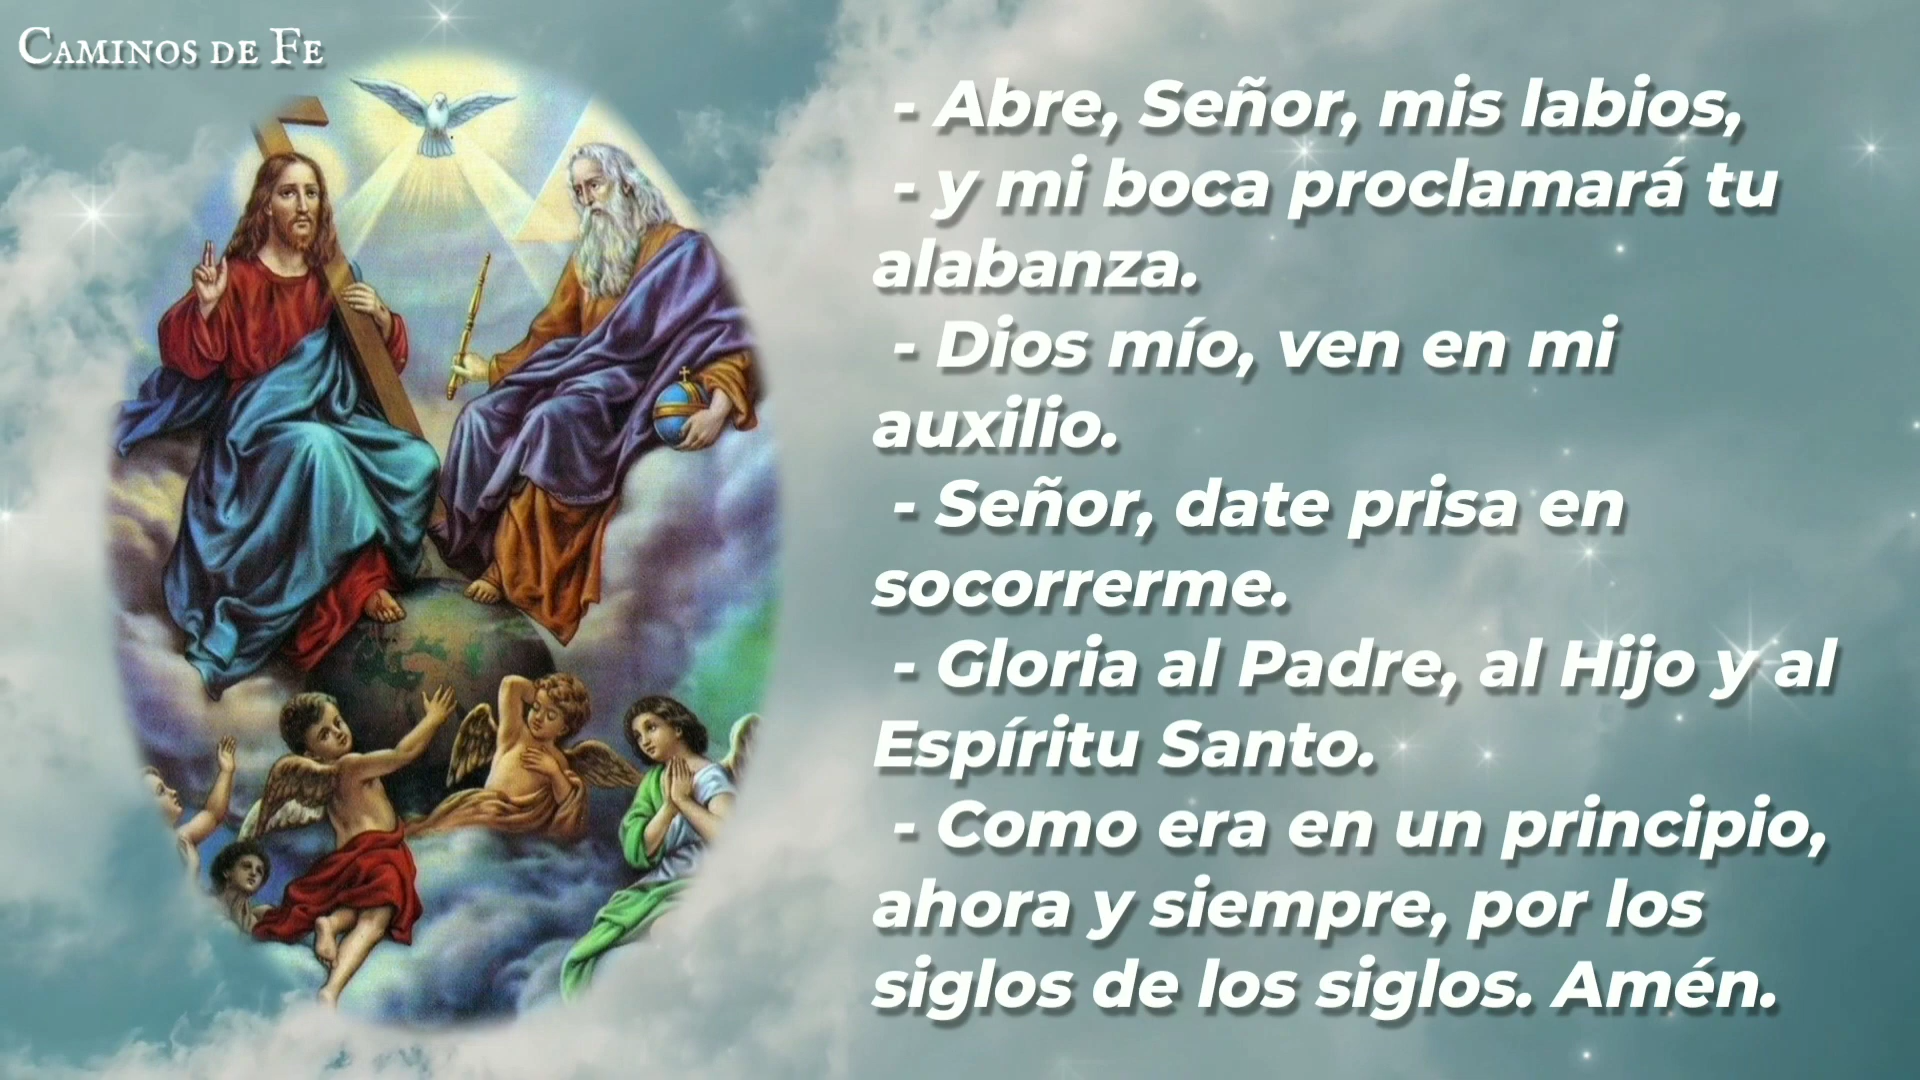 Caminos de Fe
- Abre, Señor, mis labios,
- y mi boca proclamará tu
alabanza.
- Dios mío, ven en mi
auxilio.
- Señor, date prisa en
socorrerme.
- Gloria al Padre, al Hijo y al
Espíritu Santo.
- Como era en un principio,
ahora y siempre, por los
siglos de los siglos. Amén.